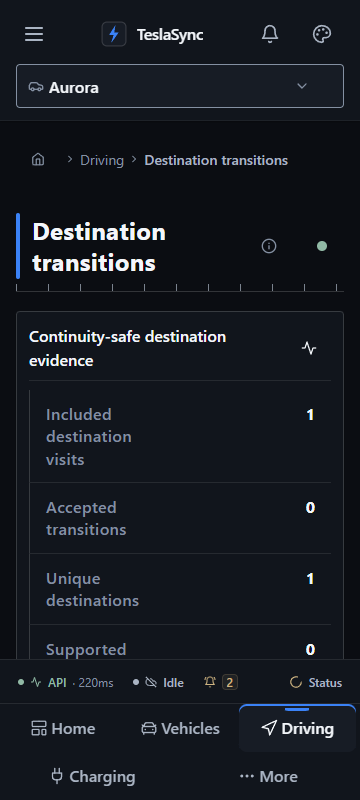 TeslaSync
Aurora
Driving
Destination transitions
Destination
transitions
Continuity-safe destination
evidence
Included
destination
visits
1
Accepted
transitions
0
Unique
destinations
1
Supported
0
API · 220ms
Idle
2
Status
Home
Vehicles
Driving
Charging
More